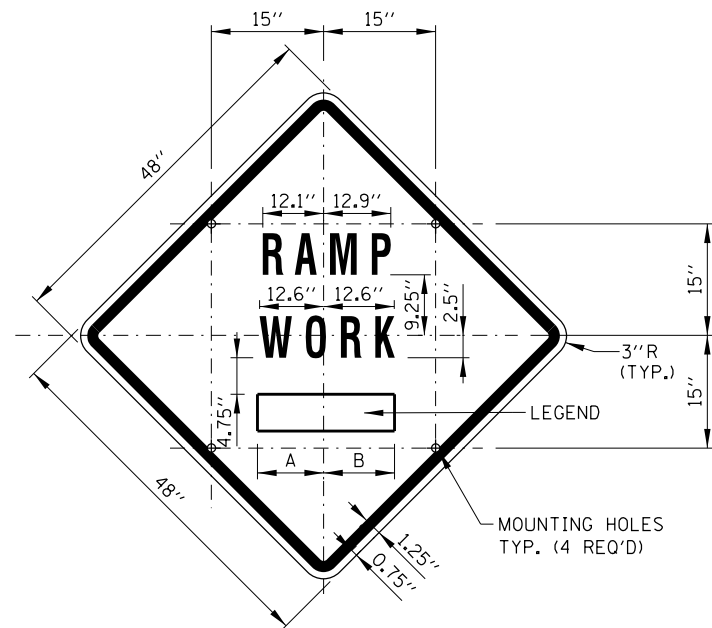 15'' 15''
48''
12.1'' 12.9''
RAMP
12.6'' 12.6''
9.25''
2.5''
15''
WORK
3''R
(TYP.)
15''
4.75''
LEGEND
A B
48''
MOUNTING HOLES
TYP. (4 REQ'D)
1.25''
0.75''